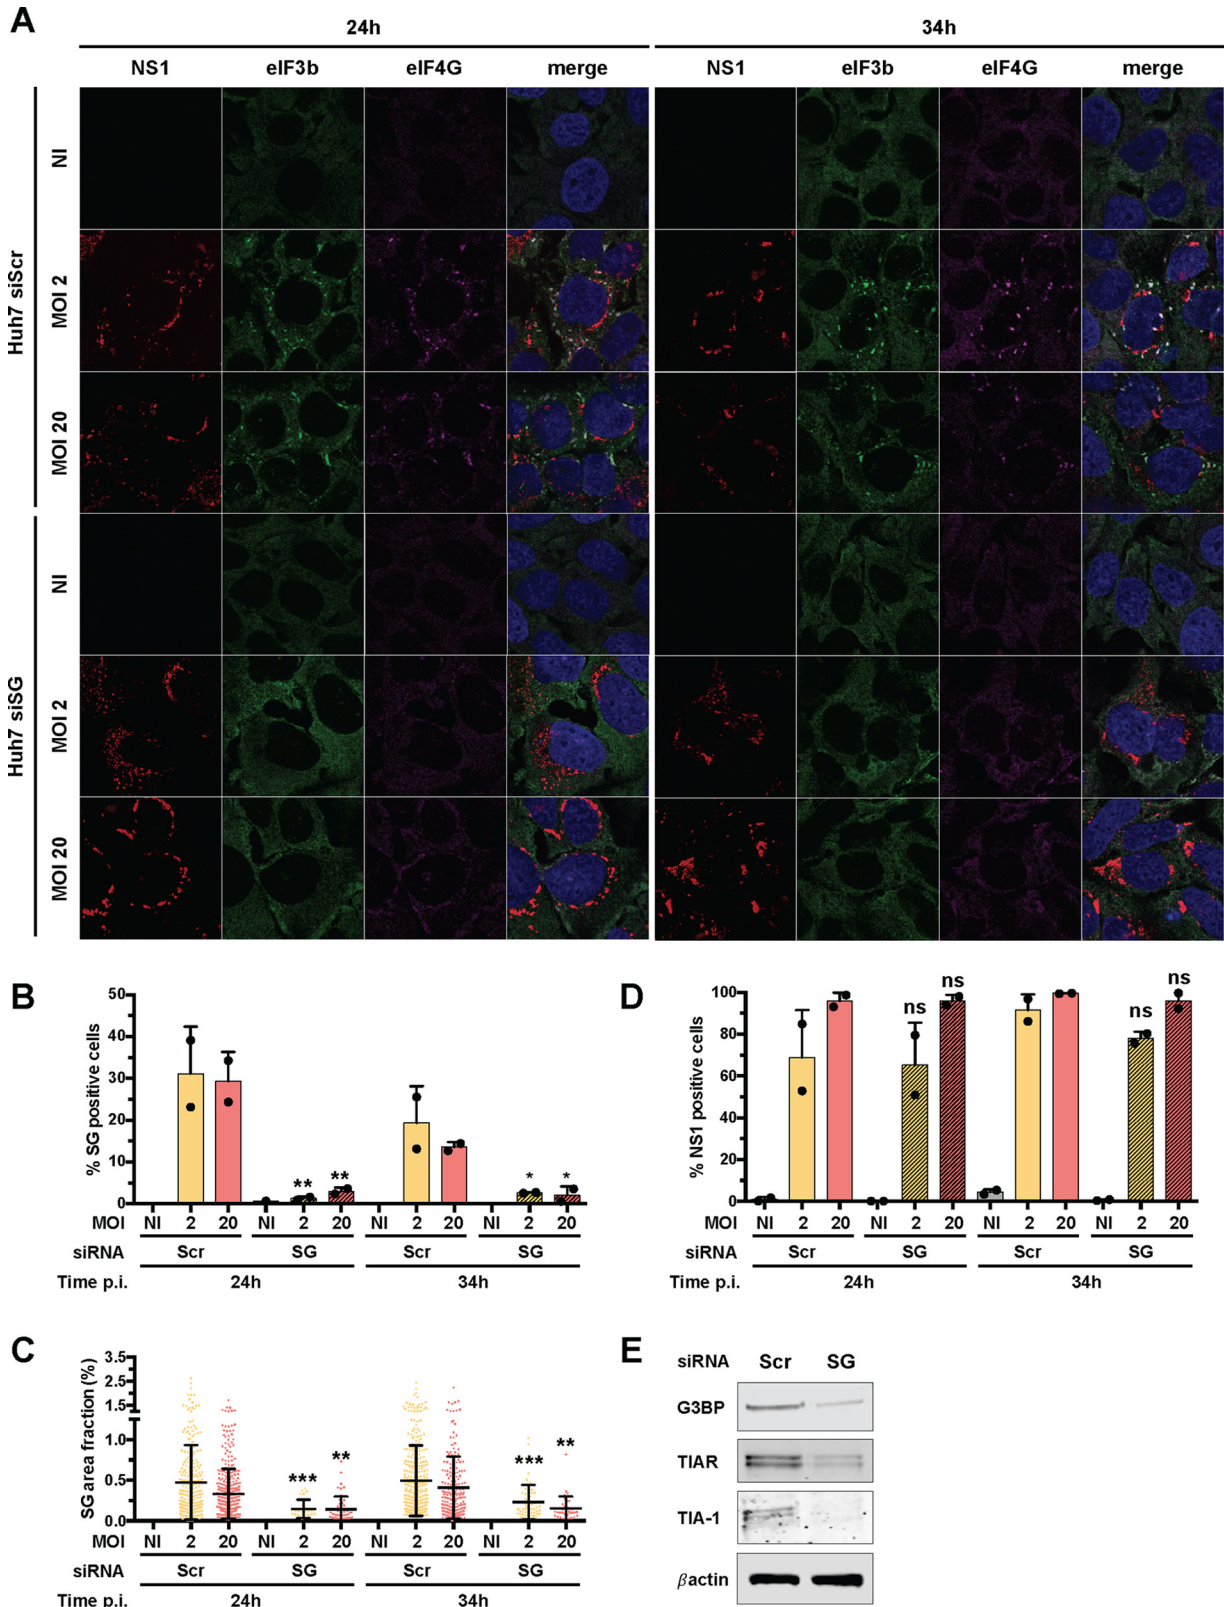 A
24h 34h
NS1 eIF3b eIF4G merge NS1 eIF3b eIF4G merge
Huh7 siScr
NI
MOI 2
MOI 20
Huh7 siSG
NI
MOI 2
MOI 20
B
% SG positive cells
50
40
30
20
10
0
** ** * *
MOI NI 2 20 NI 2 20 NI 2 20 NI 2 20
siRNA Scr SG Scr SG
Time p.i. 24h 34h
D
% NS1 positive cells
100
80
60
40
20
0
ns ns ns ns
MOI NI 2 20 NI 2 20 NI 2 20 NI 2 20
siRNA Scr SG Scr SG
Time p.i. 24h 34h
C
SG area fraction (%)
3.5
2.5
1.5
1.0
0.5
0.0
*** ** *** **
MOI NI 2 20 NI 2 20 NI 2 20 NI 2 20
siRNA Scr SG Scr SG
Time p.i. 24h 34h
E
siRNA Scr SG
G3BP
TIAR
TIA-1
βactin